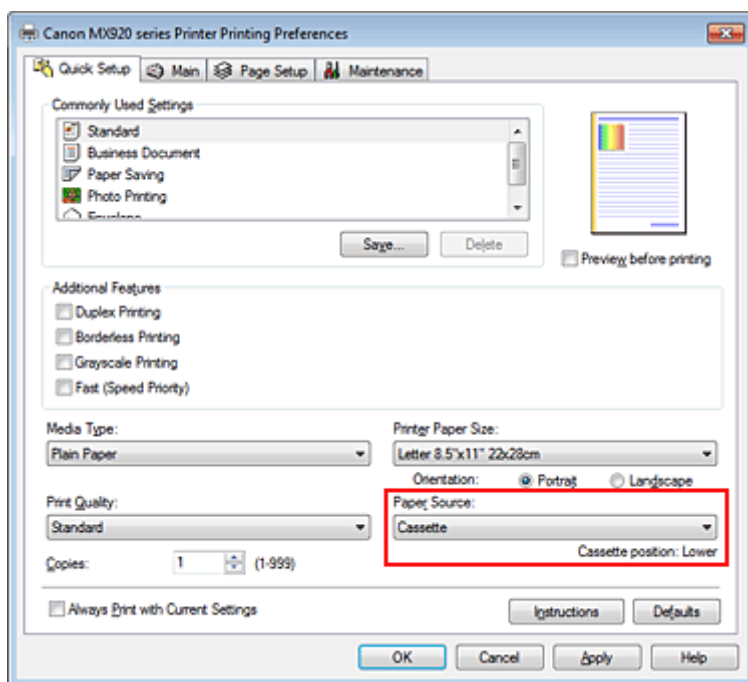 Canon MX920 series Printer Printing Preferences
Quick Setup Main Page Setup Maintenance
Commonly Used Settings
Standard
Business Document
Paper Saving
Photo Printing
Envelope
Save... Delete
Preview before printing
Additional Features
Duplex Printing
Borderless Printing
Grayscale Printing
Fast (Speed Priority)
Media Type: Printer Paper Size:
Plain Paper Letter 8.5"x11" 22x28cm
Orientation: Portrait Landscape
Print Quality: Paper Source:
Standard Cassette
Cassette position: Lower
Copies: 1 (1-999)
Always Print with Current Settings
Instructions Defaults
OK Cancel Apply Help